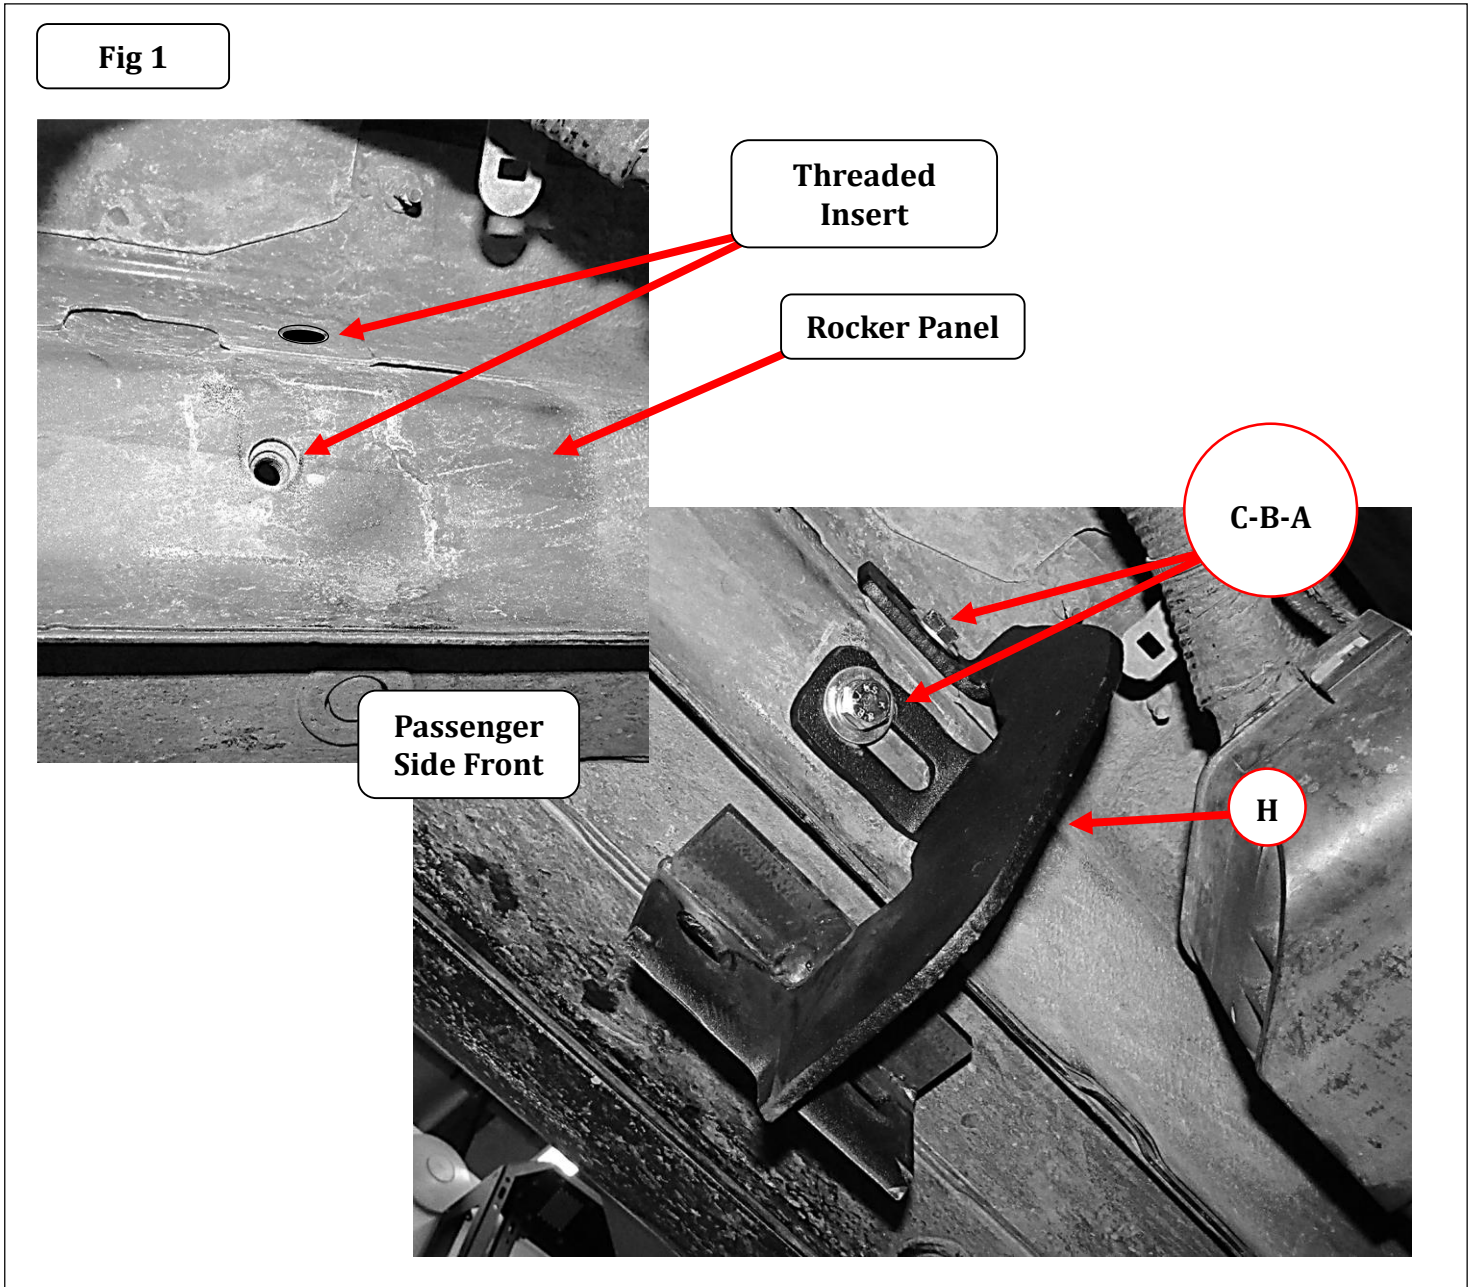 Fig 1
Threaded
Insert
Rocker Panel
C-B-A
Passenger
Side Front
H